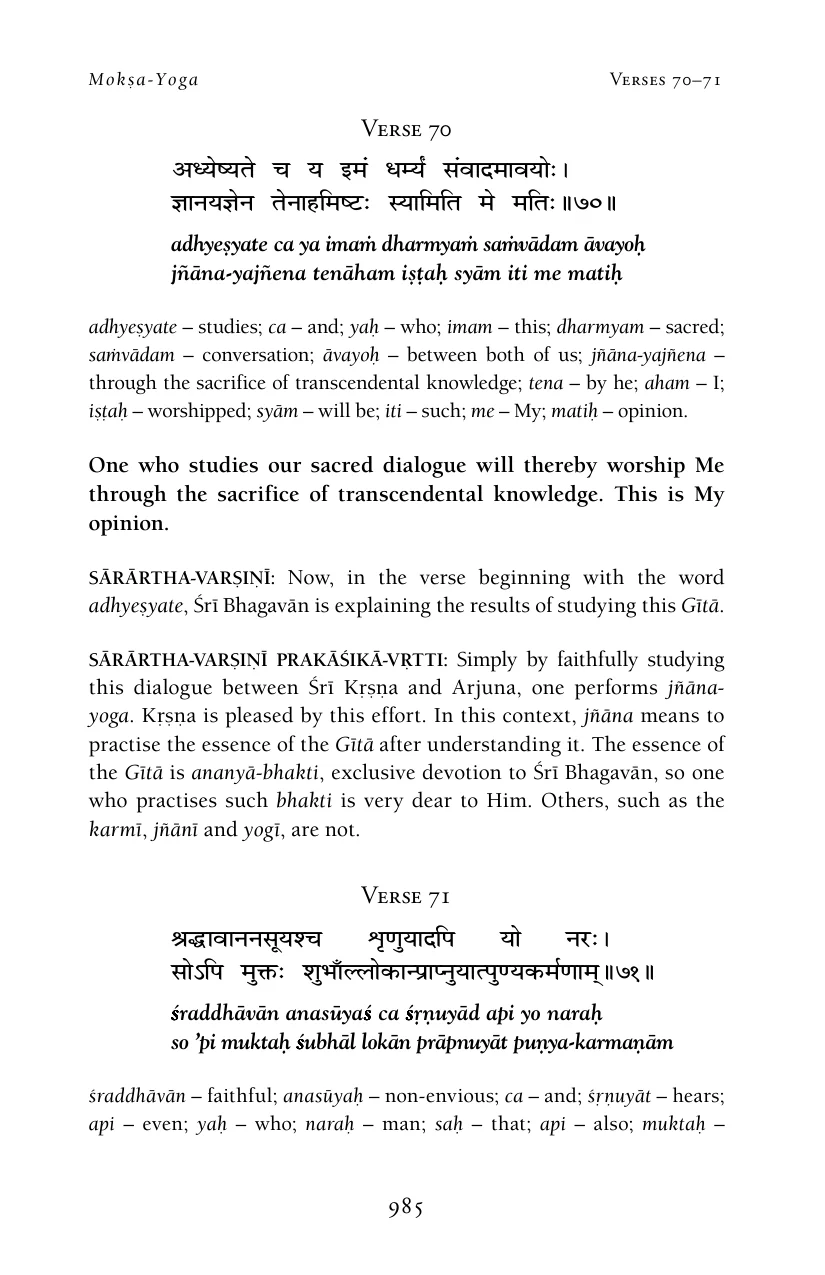 Mokṣa-Yoga Verses 70–71
Verse 70
अध्येष्यते च य इमं धर्म्यं संवादमावयोः।
ज्ञानयज्ञेन तेनाहमिष्टः स्यामिति मे मतिः॥७०॥
adhyeṣyate ca ya imaṁ dharmyaṁ saṁvādam āvayoḥ
jñāna-yajñena tenāham iṣṭaḥ syām iti me matiḥ
adhyeṣyate – studies; ca – and; yaḥ – who; imam – this; dharmyam – sacred;
saṁvādam – conversation; āvayoḥ – between both of us; jñāna-yajñena –
through the sacrifice of transcendental knowledge; tena – by he; aham – I;
iṣṭaḥ – worshipped; syām – will be; iti – such; me – My; matiḥ – opinion.
One who studies our sacred dialogue will thereby worship Me
through the sacrifice of transcendental knowledge. This is My
opinion.
SĀRĀRTHA-VARṢIṆĪ: Now, in the verse beginning with the word
adhyeṣyate, Śrī Bhagavān is explaining the results of studying this Gītā.
SĀRĀRTHA-VARṢIṆĪ PRAKĀŚIKĀ-VṚTTI: Simply by faithfully studying
this dialogue between Śrī Kṛṣṇa and Arjuna, one performs jñāna-
yoga. Kṛṣṇa is pleased by this effort. In this context, jñāna means to
practise the essence of the Gītā after understanding it. The essence of
the Gītā is ananyā-bhakti, exclusive devotion to Śrī Bhagavān, so one
who practises such bhakti is very dear to Him. Others, such as the
karmī, jñānī and yogī, are not.
Verse 71
श्रद्धावाननसूयश्च शृणुयादपि यो नरः।
सोऽपि मुक्तः शुभाँल्लोकान्प्राप्नुयात्पुण्यकर्मणाम्॥७१॥
śraddhāvān anasūyaś ca śṛṇuyād api yo naraḥ
so ’pi muktaḥ śubhāl lokān prāpnuyāt puṇya-karmaṇām
śraddhāvān – faithful; anasūyaḥ – non-envious; ca – and; śṛṇuyāt – hears;
api – even; yaḥ – who; naraḥ – man; saḥ – that; api – also; muktaḥ –
985